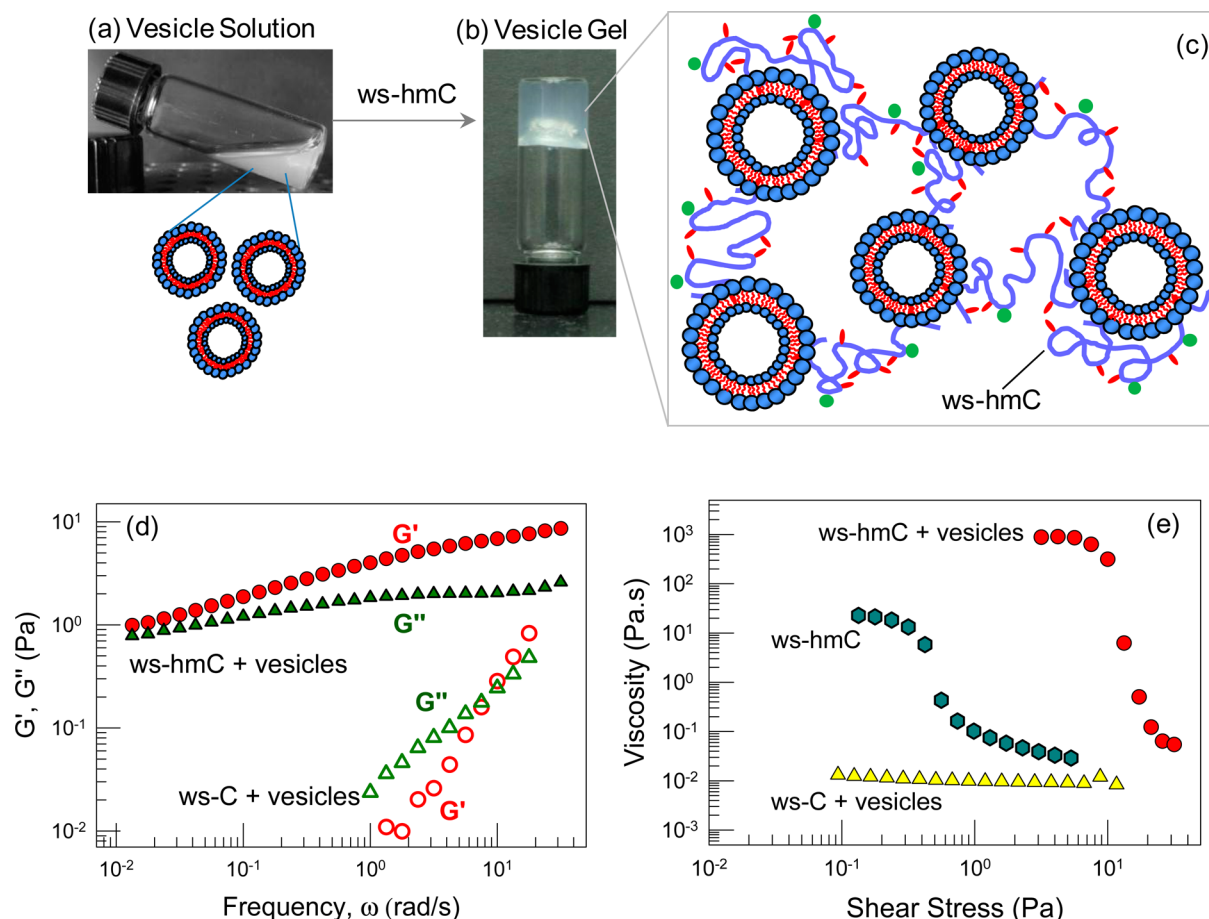 (a) Vesicle Solution
ws-hmC
(b) Vesicle Gel
(c)
ws-hmC
(d)
G', G'' (Pa)
10¹
10⁰
10⁻¹
10⁻²
G'
G''
ws-hmC + vesicles
G''
ws-C + vesicles
G'
10⁻²
10⁻¹
10⁰
10¹
Frequency, ω (rad/s)
(e)
Viscosity (Pa.s)
10³
10²
10¹
10⁰
10⁻¹
10⁻²
10⁻³
ws-hmC + vesicles
ws-hmC
ws-C + vesicles
10⁻²
10⁻¹
10⁰
10¹
Shear Stress (Pa)